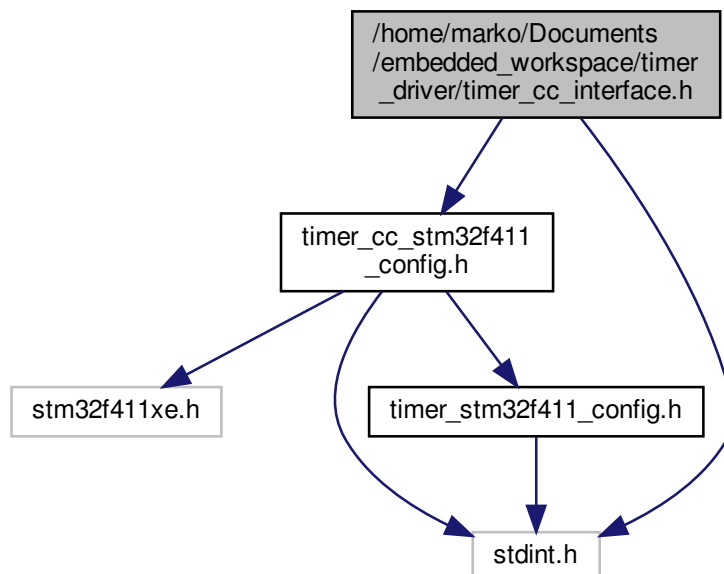 /home/marko/Documents
/embedded_workspace/timer
_driver/timer_cc_interface.h
timer_cc_stm32f411
_config.h
stm32f411xe.h
timer_stm32f411_config.h
stdint.h